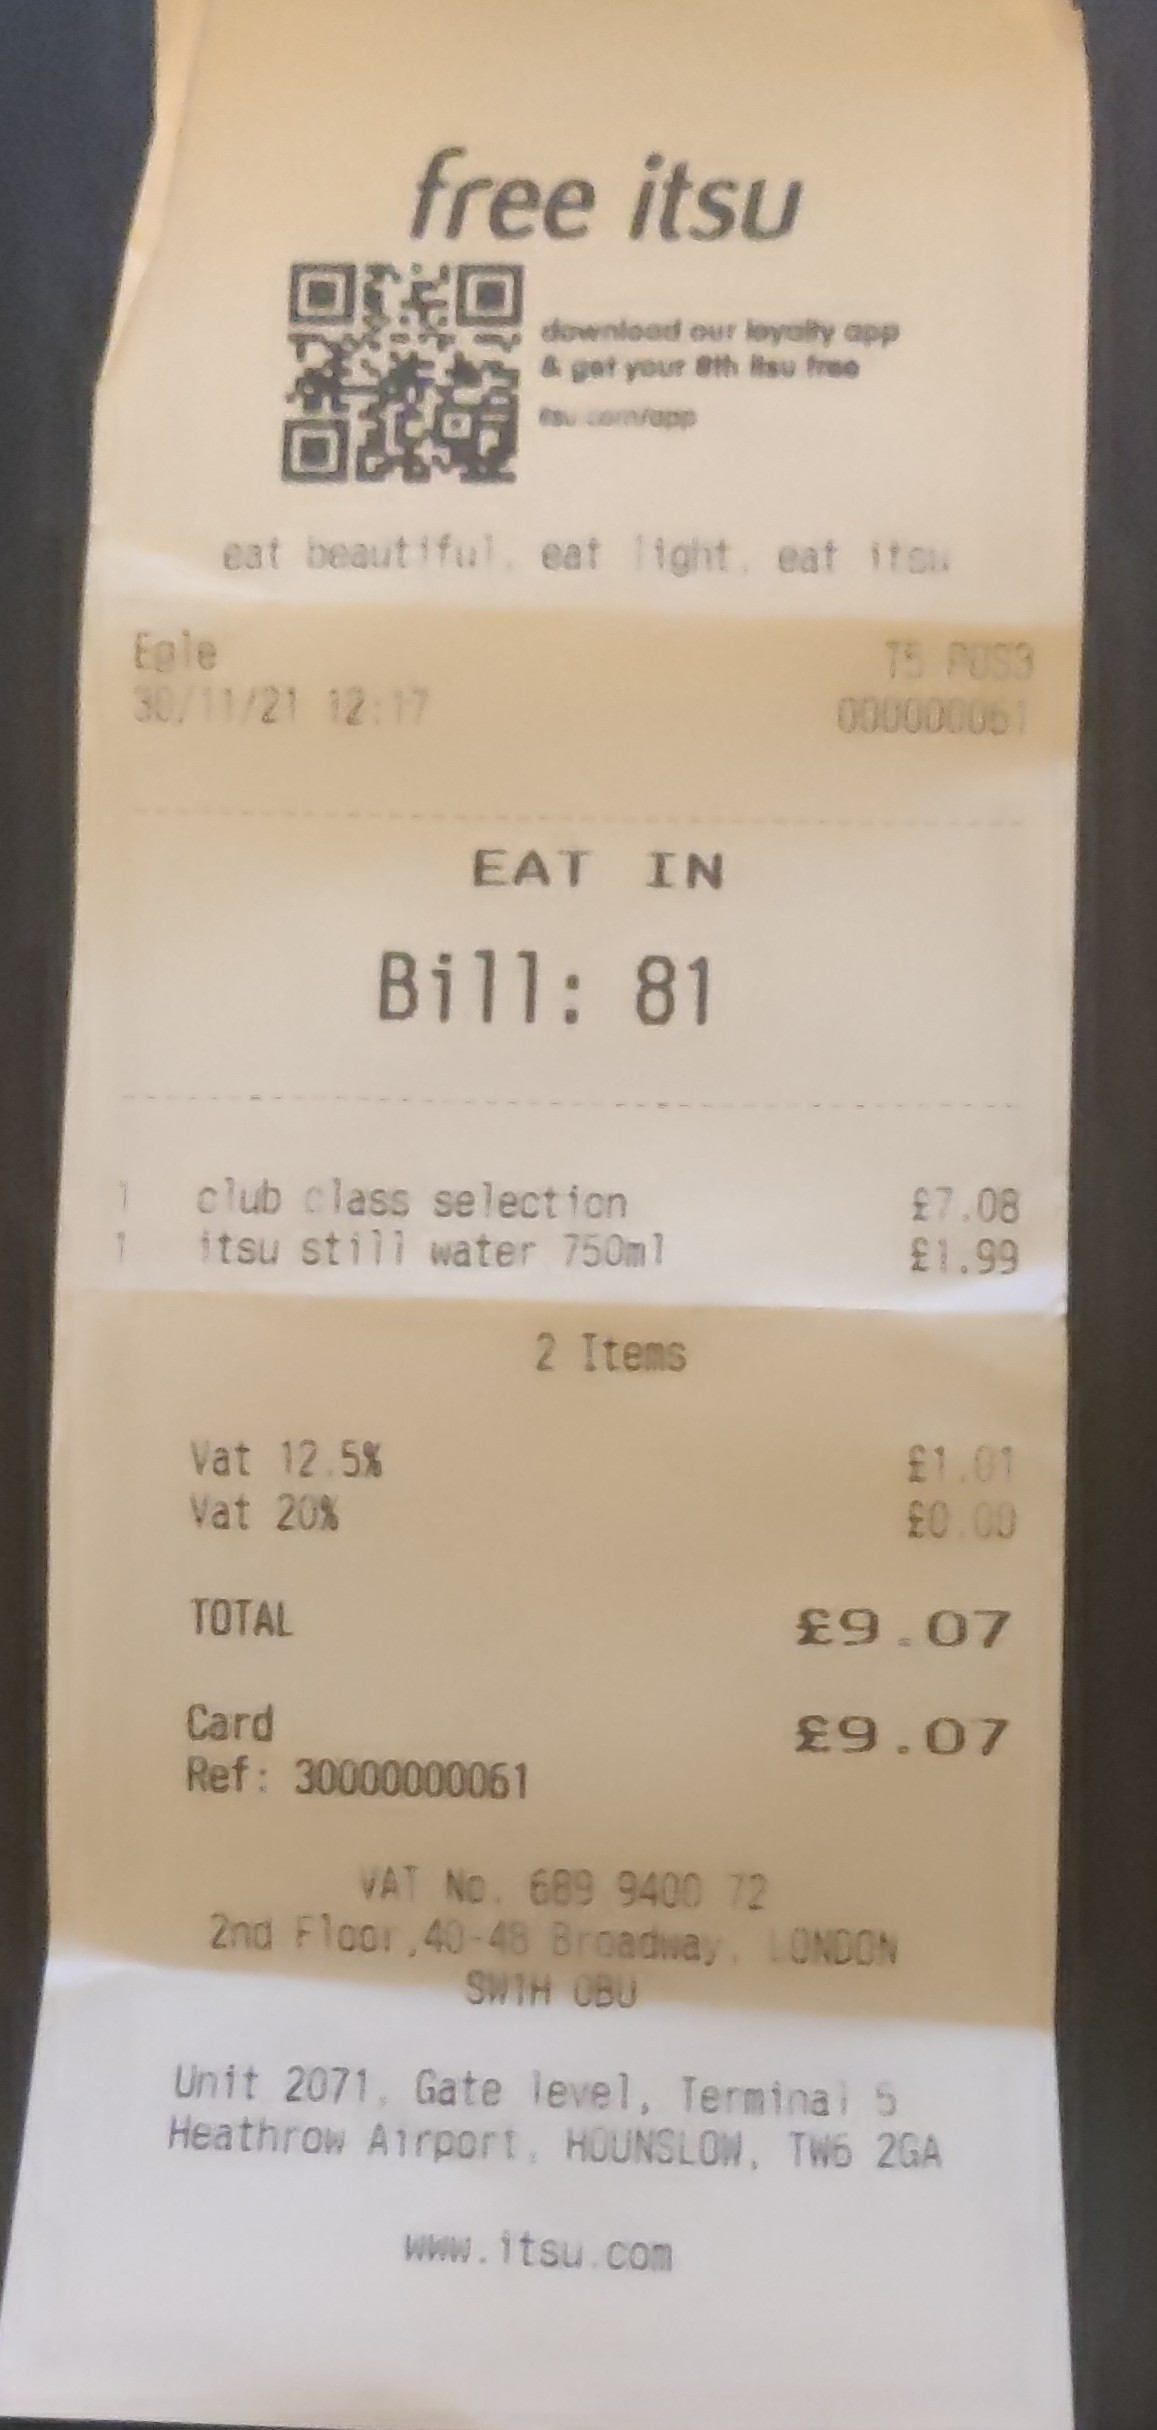 free itsu
download our loyalty app
& get your 8th itsu free
itsu.com/app
eat beautiful. eat light. eat itsu
Egle T5 POS3
30/11/21 12:17 000000061
EAT IN
Bill: 81
1 club class selection £7.08
1 itsu still water 750ml £1.99
2 Items
Vat 12.5% £1.01
Vat 20% £0.00
TOTAL £9.07
Card £9.07
Ref: 30000000061
VAT No. 689 9400 72
2nd Floor,40-48 Broadway, LONDON
SW1H 0BU
Unit 2071, Gate level, Terminal 5
Heathrow Airport, HOUNSLOW, TW6 2GA
www.itsu.com